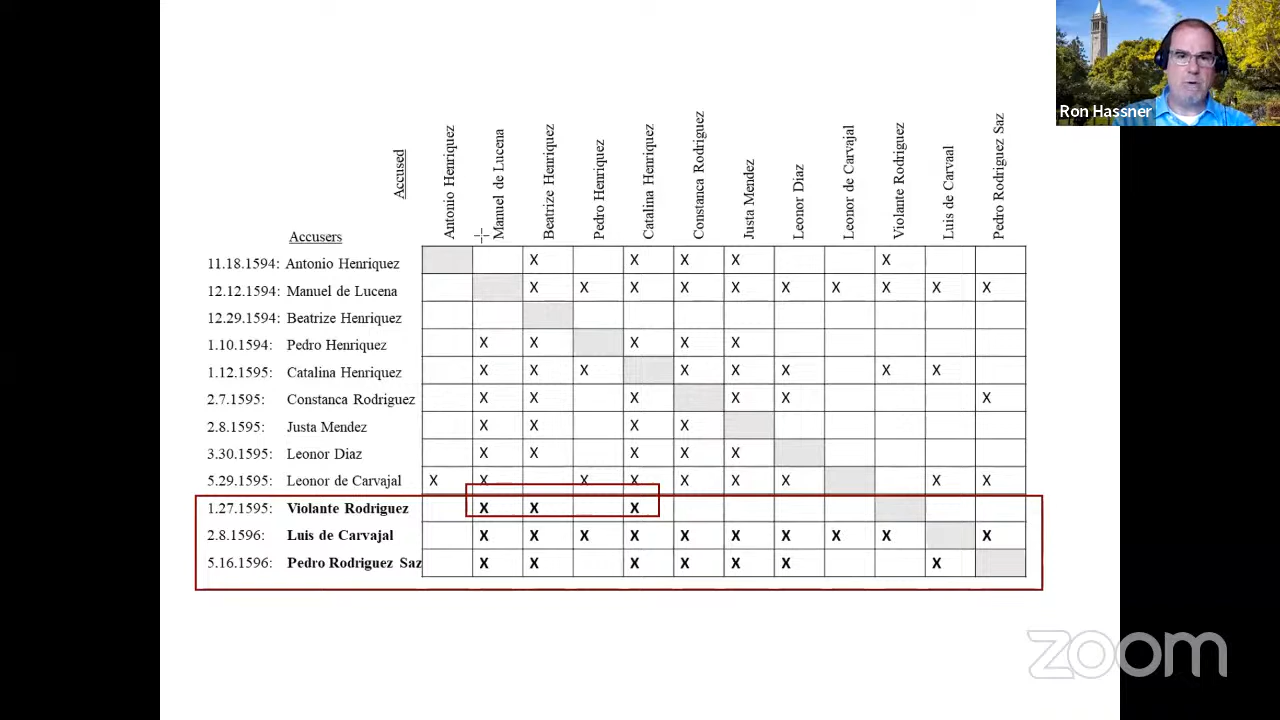 Ron Hassner
Accused
Antonio Henriquez
Manuel de Lucena
Beatrize Henriquez
Pedro Henriquez
Catalina Henriquez
Constanca Rodriguez
Justa Mendez
Leonor Diaz
Leonor de Carvajal
Violante Rodriguez
Luis de Carvaal
Pedro Rodriguez Saz
Accusers
11.18.1594: Antonio Henriquez X X X X X
12.12.1594: Manuel de Lucena X X X X X X X X X X
12.29.1594: Beatrize Henriquez
1.10.1594: Pedro Henriquez X X X X X
1.12.1595: Catalina Henriquez X X X X X X X X
2.7.1595: Constanca Rodriguez X X X X X X
2.8.1595: Justa Mendez X X X X
3.30.1595: Leonor Diaz X X X X X
5.29.1595: Leonor de Carvajal X X X X X X X X X
1.27.1595: Violante Rodriguez X X X
2.8.1596: Luis de Carvajal X X X X X X X X X X
5.16.1596: Pedro Rodriguez Saz X X X X X X X
zoom